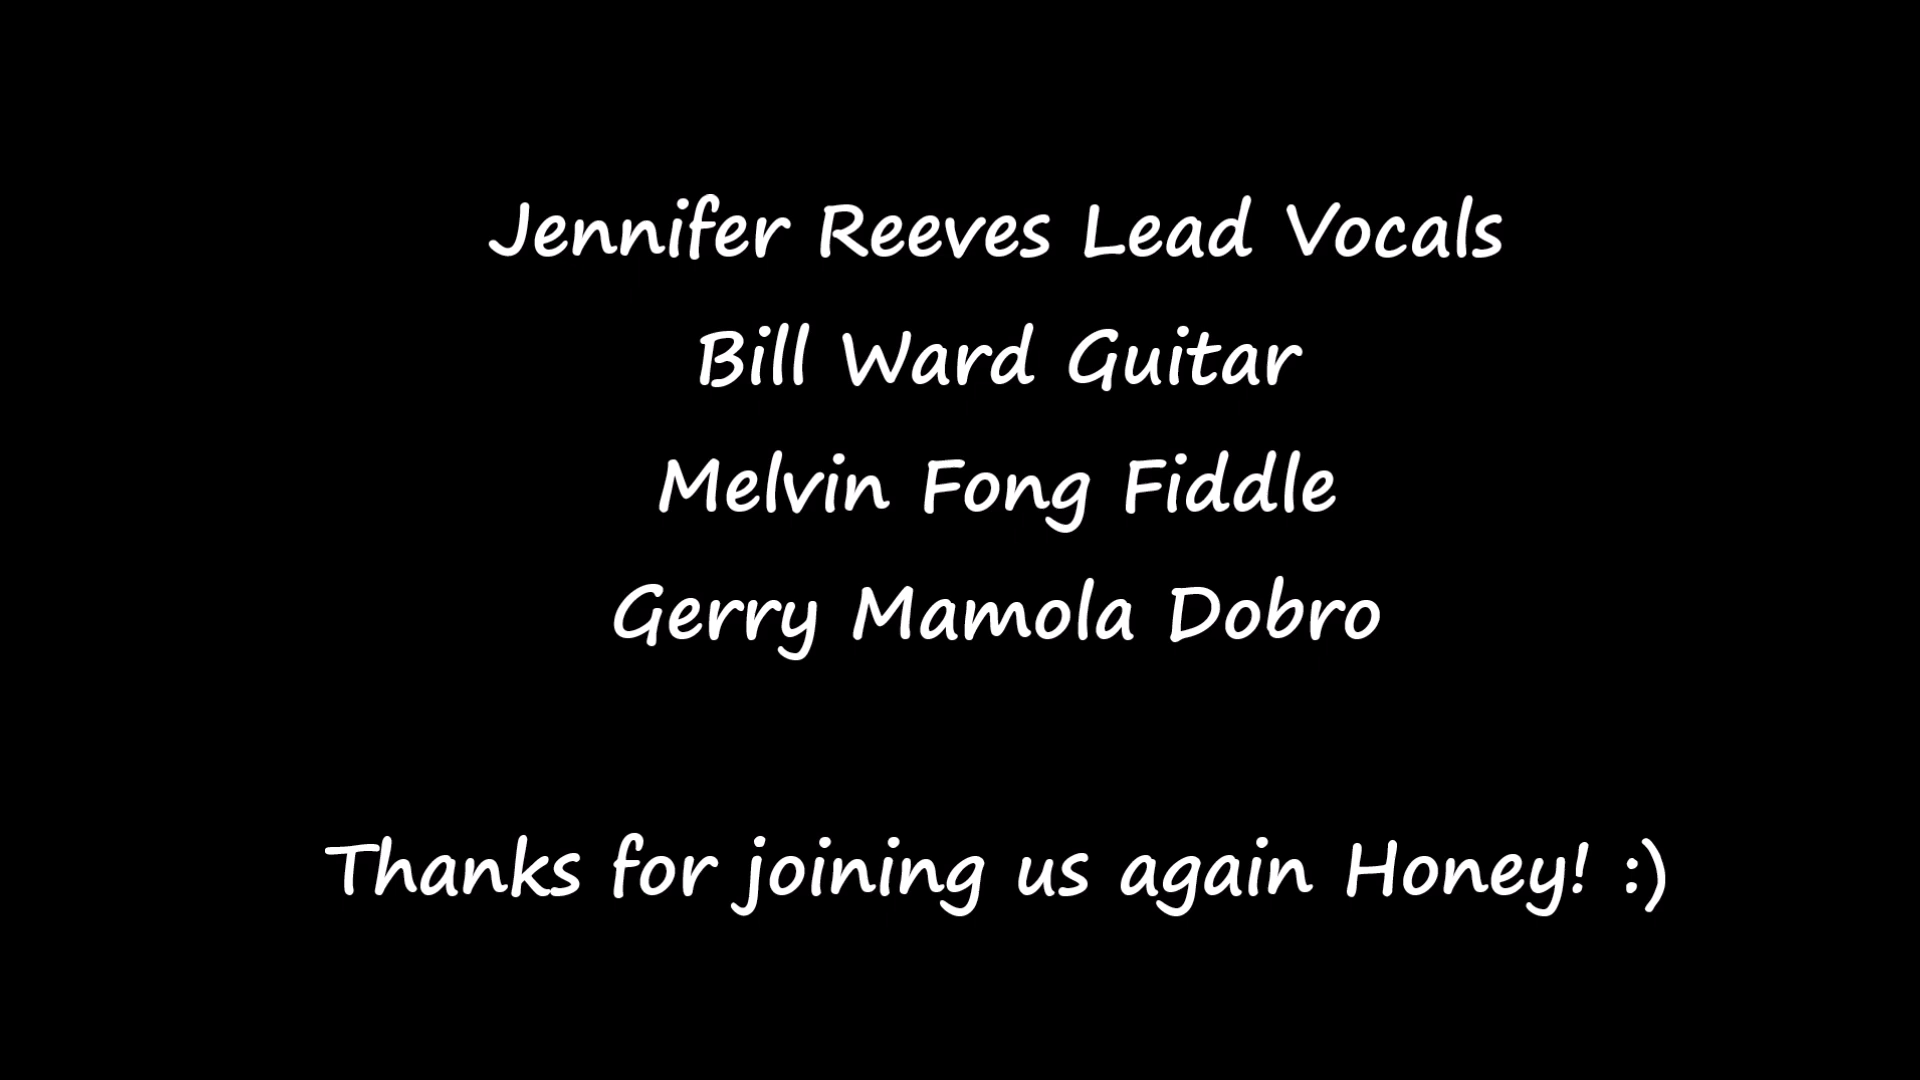 Jennifer Reeves Lead Vocals
Bill Ward Guitar
Melvin Fong Fiddle
Gerry Mamola Dobro
Thanks for joining us again Honey! :)